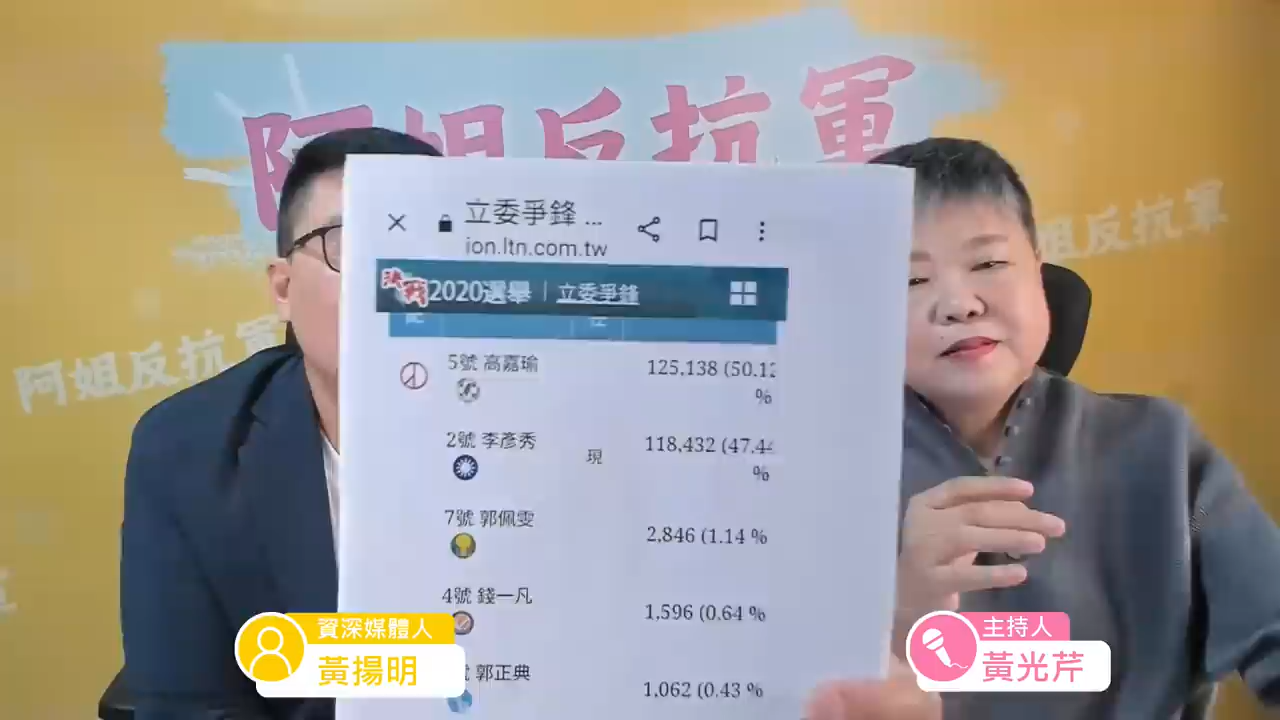 阿姐反抗軍
姐反抗軍
阿姐反抗軍
立委爭鋒 ...
ion.ltn.com.tw
決戰2020選舉 | 立委爭鋒
5號 高嘉瑜 125,138 (50.12
%
2號 李彥秀 現 118,432 (47.44
%
7號 郭佩雯 2,846 (1.14 %
4號 錢一凡 1,596 (0.64 %
號 郭正典 1,062 (0.43 %
資深媒體人
黃揚明
主持人
黃光芹